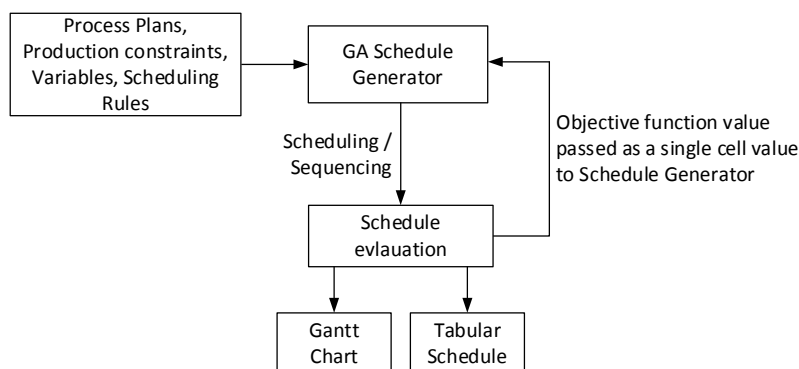 Process Plans,
Production constraints,
Variables, Scheduling
Rules
GA Schedule
Generator
Scheduling /
Sequencing
Objective function value
passed as a single cell value
to Schedule Generator
Schedule
evlauation
Gantt
Chart
Tabular
Schedule